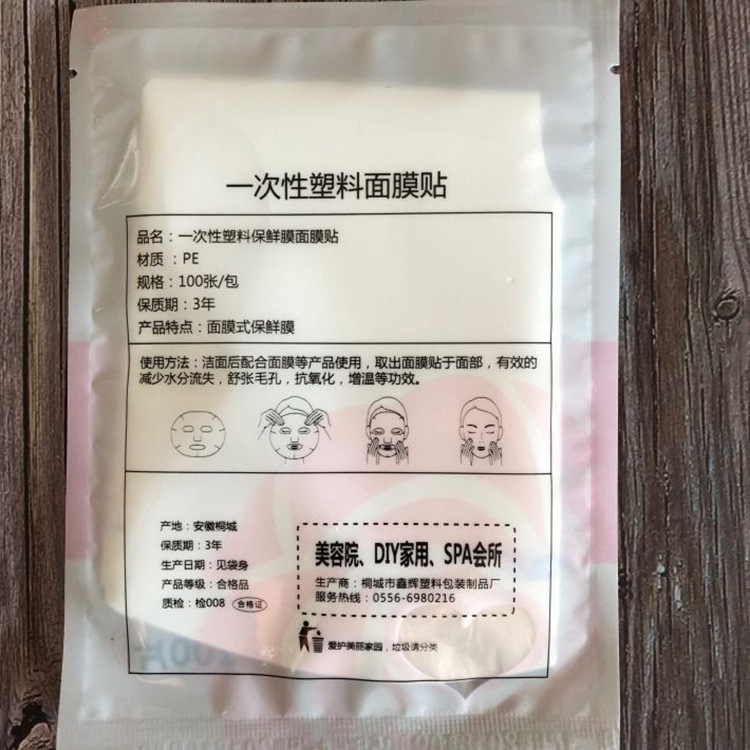 一次性塑料面膜贴
品名：一次性塑料保鲜膜面膜贴
材质：PE
规格：100张/包
保质期：3年
产品特点：面膜式保鲜膜
使用方法：洁面后配合面膜等产品使用，取出面膜贴于面部，有效的
减少水分流失，舒张毛孔，抗氧化，增温等功效。
产地：安徽桐城
保质期：3年
生产日期：见袋身
产品等级：合格品
质检：检008 合格证
美容院、DIY家用、SPA会所
生产商：桐城市鑫辉塑料包装制品厂
服务热线：0556-6980216
爱护美丽家园，垃圾请分类
100片